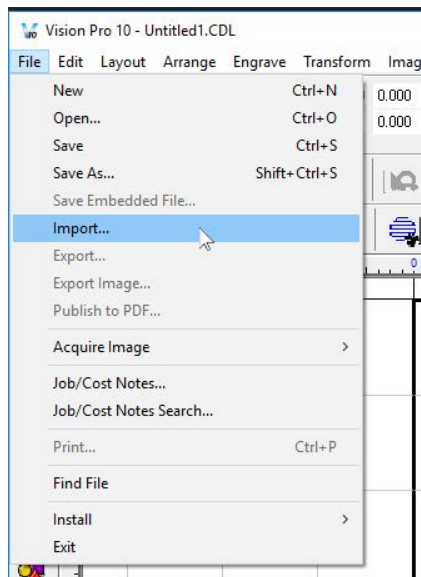 Vision Pro 10 - Untitled1.CDL
File Edit Layout Arrange Engrave Transform
New Ctrl+N
0.000
Open... Ctrl+O
0.000
Save Ctrl+S
Save As... Shift+Ctrl+S
Save Embedded File...
Import...
Export...
0
Export Image...
Publish to PDF...
Acquire Image
Job/Cost Notes...
Job/Cost Notes Search...
Print... Ctrl+P
Find File
Install
Exit